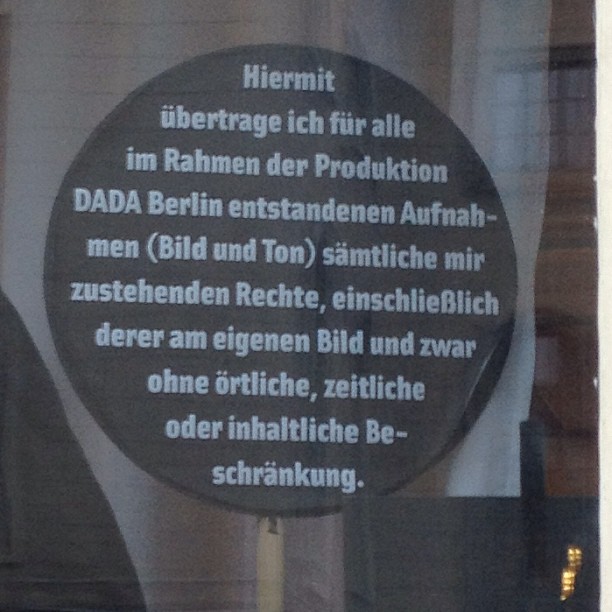 Hiermit
übertrage ich für alle
im Rahmen der Produktion
DADA Berlin entstandenen Aufnah-
men (Bild und Ton) sämtliche mir
zustehenden Rechte, einschließlich
derer am eigenen Bild und zwar
ohne örtliche, zeitliche
oder inhaltliche Be-
schränkung.